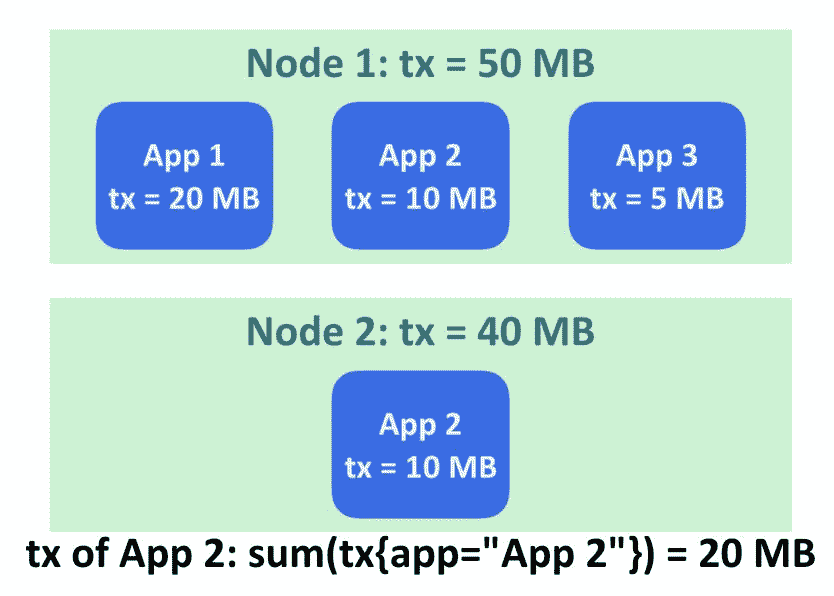 Node 1: tx = 50 MB
App 1
tx = 20 MB
App 2
tx = 10 MB
App 3
tx = 5 MB
Node 2: tx = 40 MB
App 2
tx = 10 MB
tx of App 2: sum(tx{app="App 2"}) = 20 MB